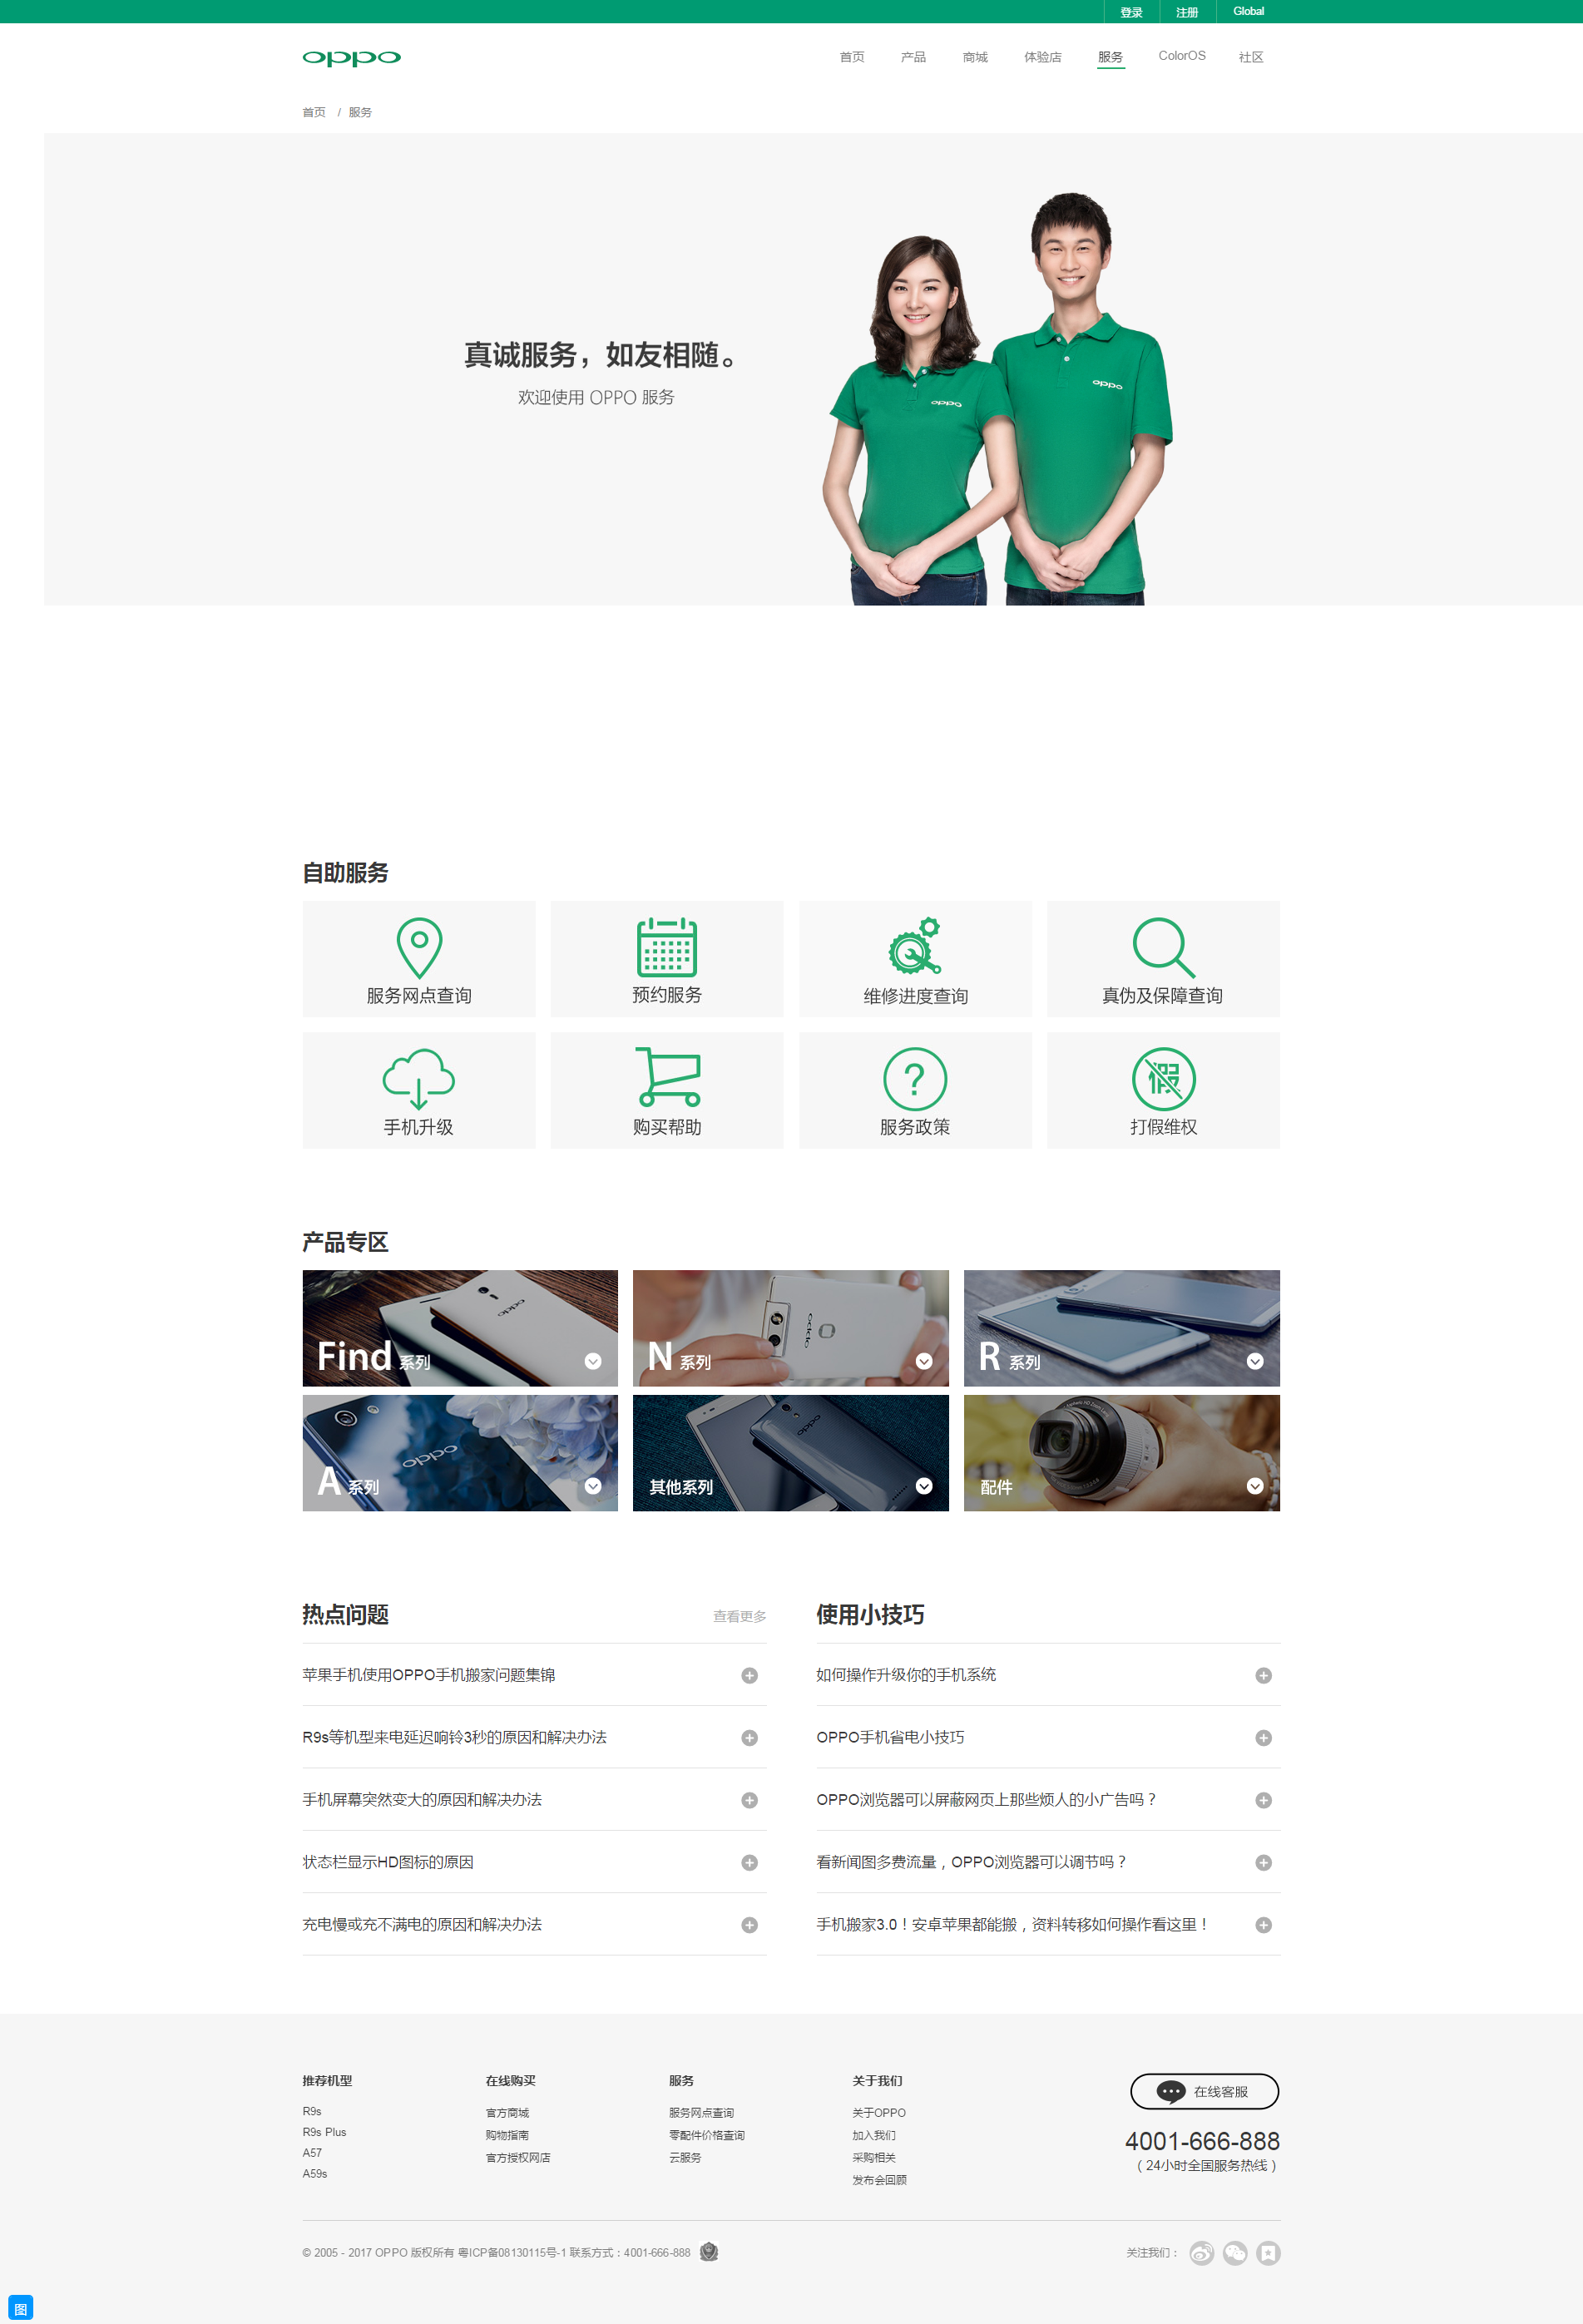 登录 注册 Global
oppo 首页 产品 商城 体验店 服务 ColorOS 社区
首页 / 服务
真诚服务，如友相随。
欢迎使用 OPPO 服务
oppo oppo
自助服务
服务网点查询 预约服务 维修进度查询 真伪及保障查询
假
手机升级 购买帮助 服务政策 打假维权
产品专区
oppo oppo
Find 系列 N 系列 R 系列
oppo oppo
A 系列 其他系列 配件
热点问题 查看更多 使用小技巧
苹果手机使用OPPO手机搬家问题集锦 如何操作升级你的手机系统
R9s等机型来电延迟响铃3秒的原因和解决办法 OPPO手机省电小技巧
手机屏幕突然变大的原因和解决办法 OPPO浏览器可以屏蔽网页上那些烦人的小广告吗？
状态栏显示HD图标的原因 看新闻图多费流量，OPPO浏览器可以调节吗？
充电慢或充不满电的原因和解决办法 手机搬家3.0！安卓苹果都能搬，资料转移如何操作看这里！
推荐机型 在线购买 服务 关于我们 在线客服
R9s 官方商城 服务网点查询 关于OPPO
R9s Plus 购物指南 零配件价格查询 加入我们 4001-666-888
A57 官方授权网店 云服务 采购相关 （24小时全国服务热线）
A59s 发布会回顾
© 2005 - 2017 OPPO 版权所有 粤ICP备08130115号-1 联系方式：4001-666-888 关注我们：
图